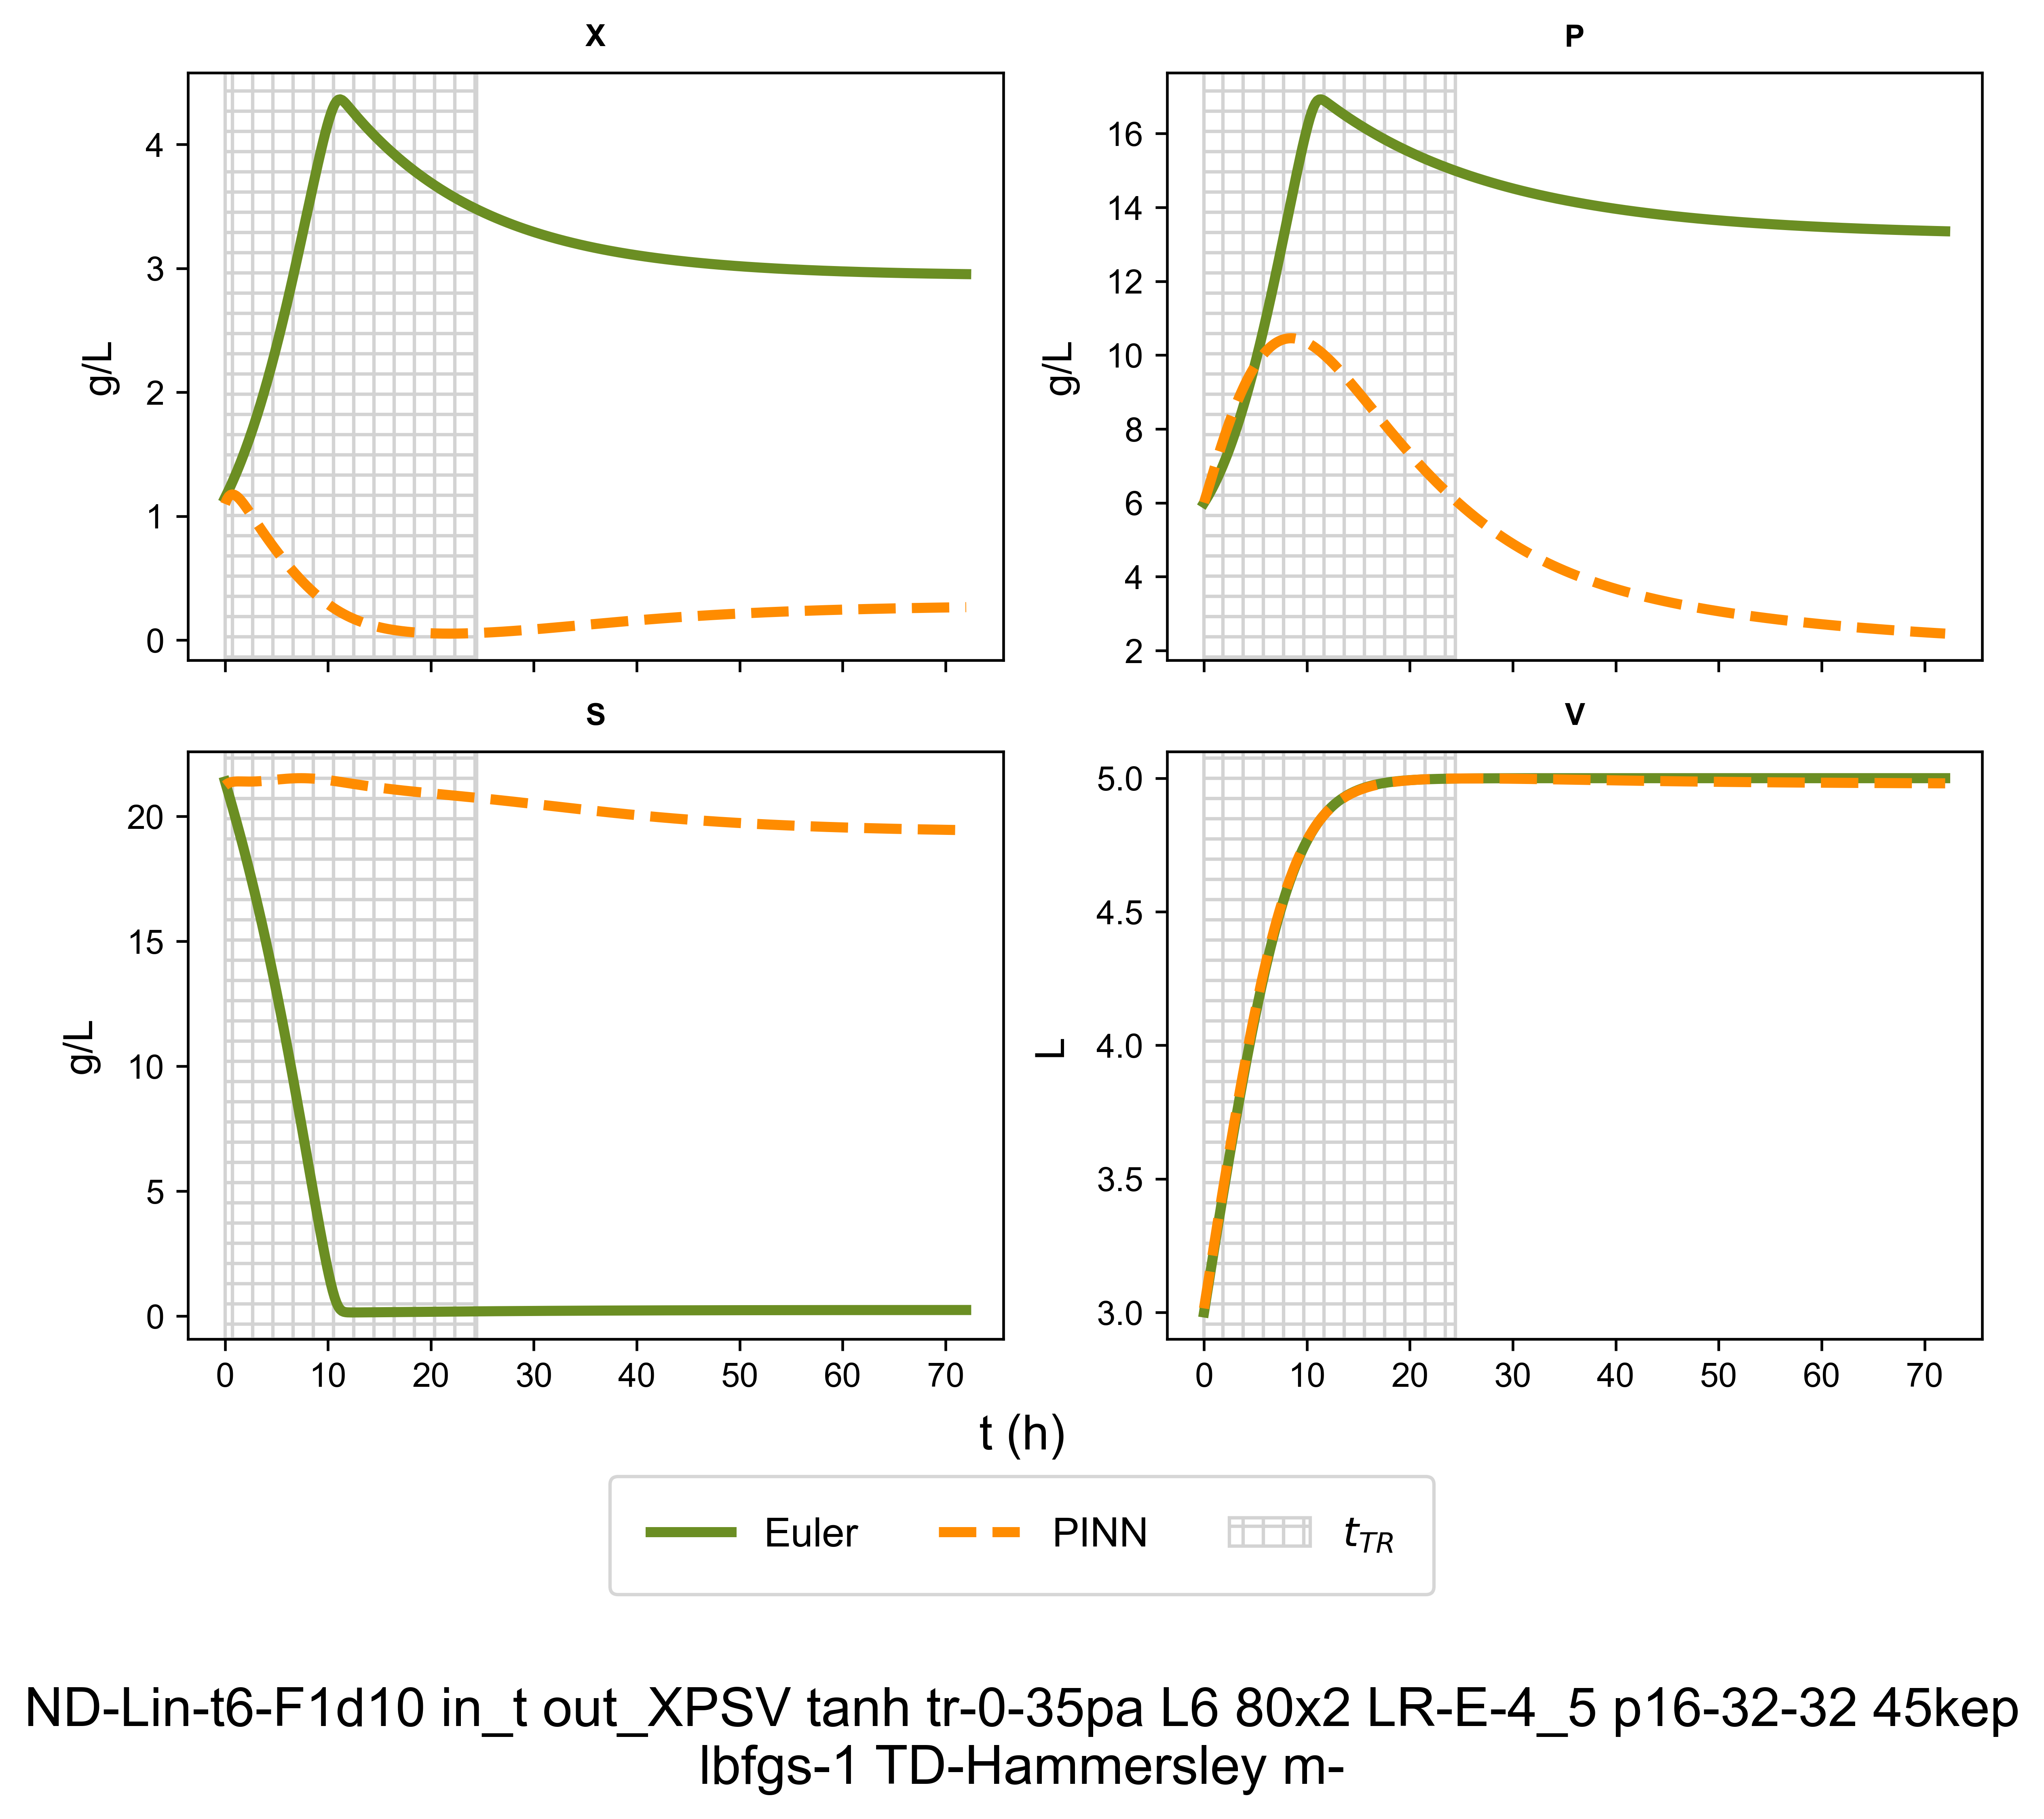 X
P
4
3
2
1
0
g/L
16
14
12
10
8
6
4
2
g/L
S
V
20
15
10
5
0
g/L
0 10 20 30 40 50 60 70
5.0
4.5
4.0
3.5
3.0
L
0 10 20 30 40 50 60 70
t (h)
Euler PINN t_TR
ND-Lin-t6-F1d10 in_t out_XPSV tanh tr-0-35pa L6 80x2 LR-E-4_5 p16-32-32 45kep
lbfgs-1 TD-Hammersley m-